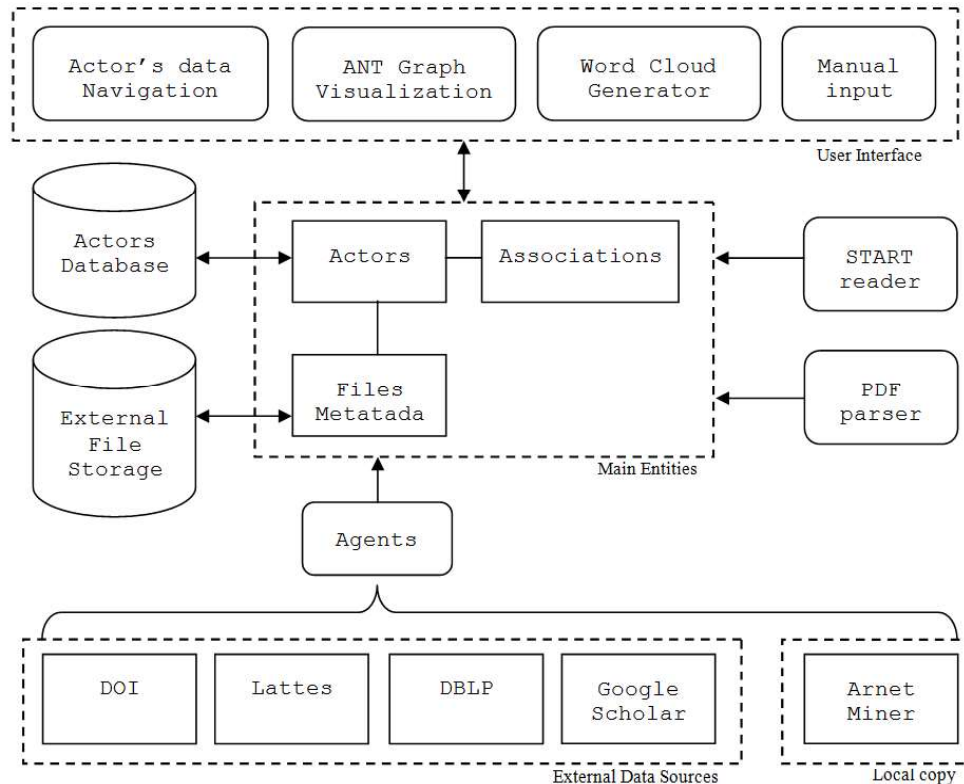 Actor's data
Navigation
ANT Graph
Visualization
Word Cloud
Generator
Manual
input
User Interface
Actors
Database
Actors
Associations
START
reader
External
File
Storage
Files
Metatada
PDF
parser
Main Entities
Agents
DOI
Lattes
DBLP
Google
Scholar
Arnet
Miner
External Data Sources
Local copy